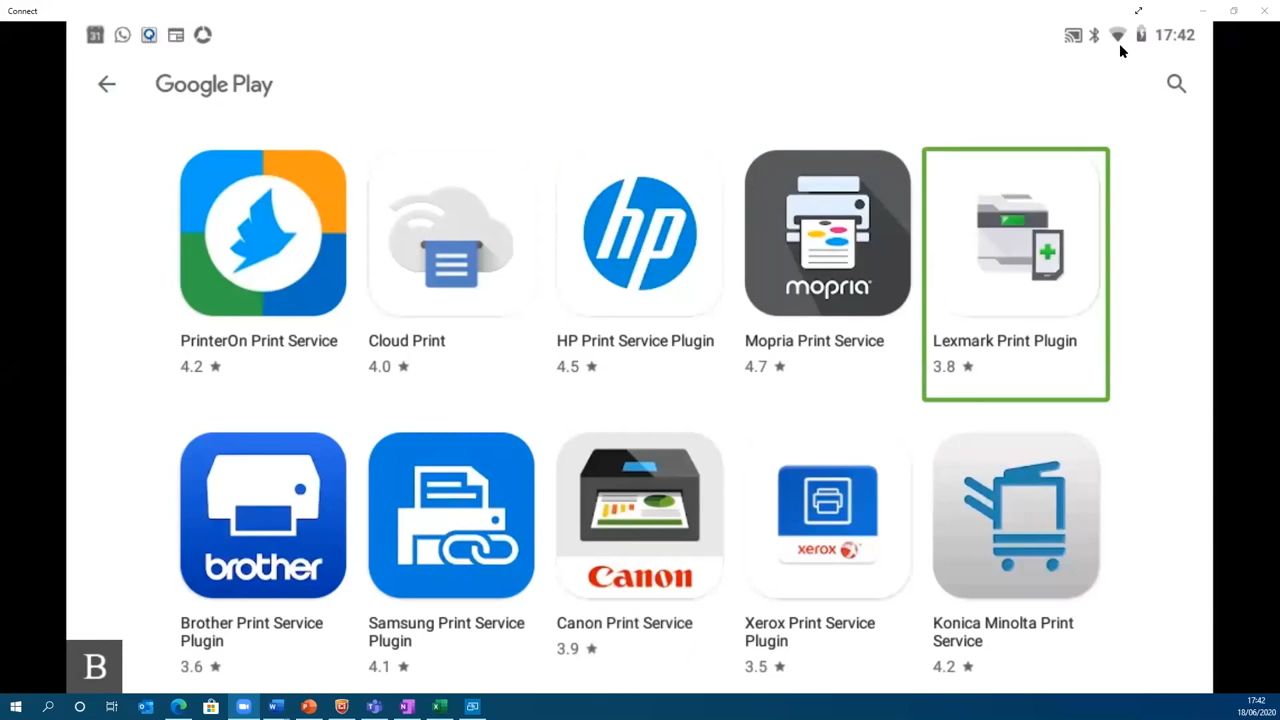 Connect
31
17:42
Google Play
hp
mopria
PrinterOn Print Service
Cloud Print
HP Print Service Plugin
Mopria Print Service
Lexmark Print Plugin
4.2 ★
4.0 ★
4.5 ★
4.7 ★
3.8 ★
brother
Canon
xerox
Brother Print Service
Plugin
Samsung Print Service
Plugin
Canon Print Service
Xerox Print Service
Plugin
Konica Minolta Print
Service
3.6 ★
4.1 ★
3.9 ★
3.5 ★
4.2 ★
B
17:42
18/06/2020